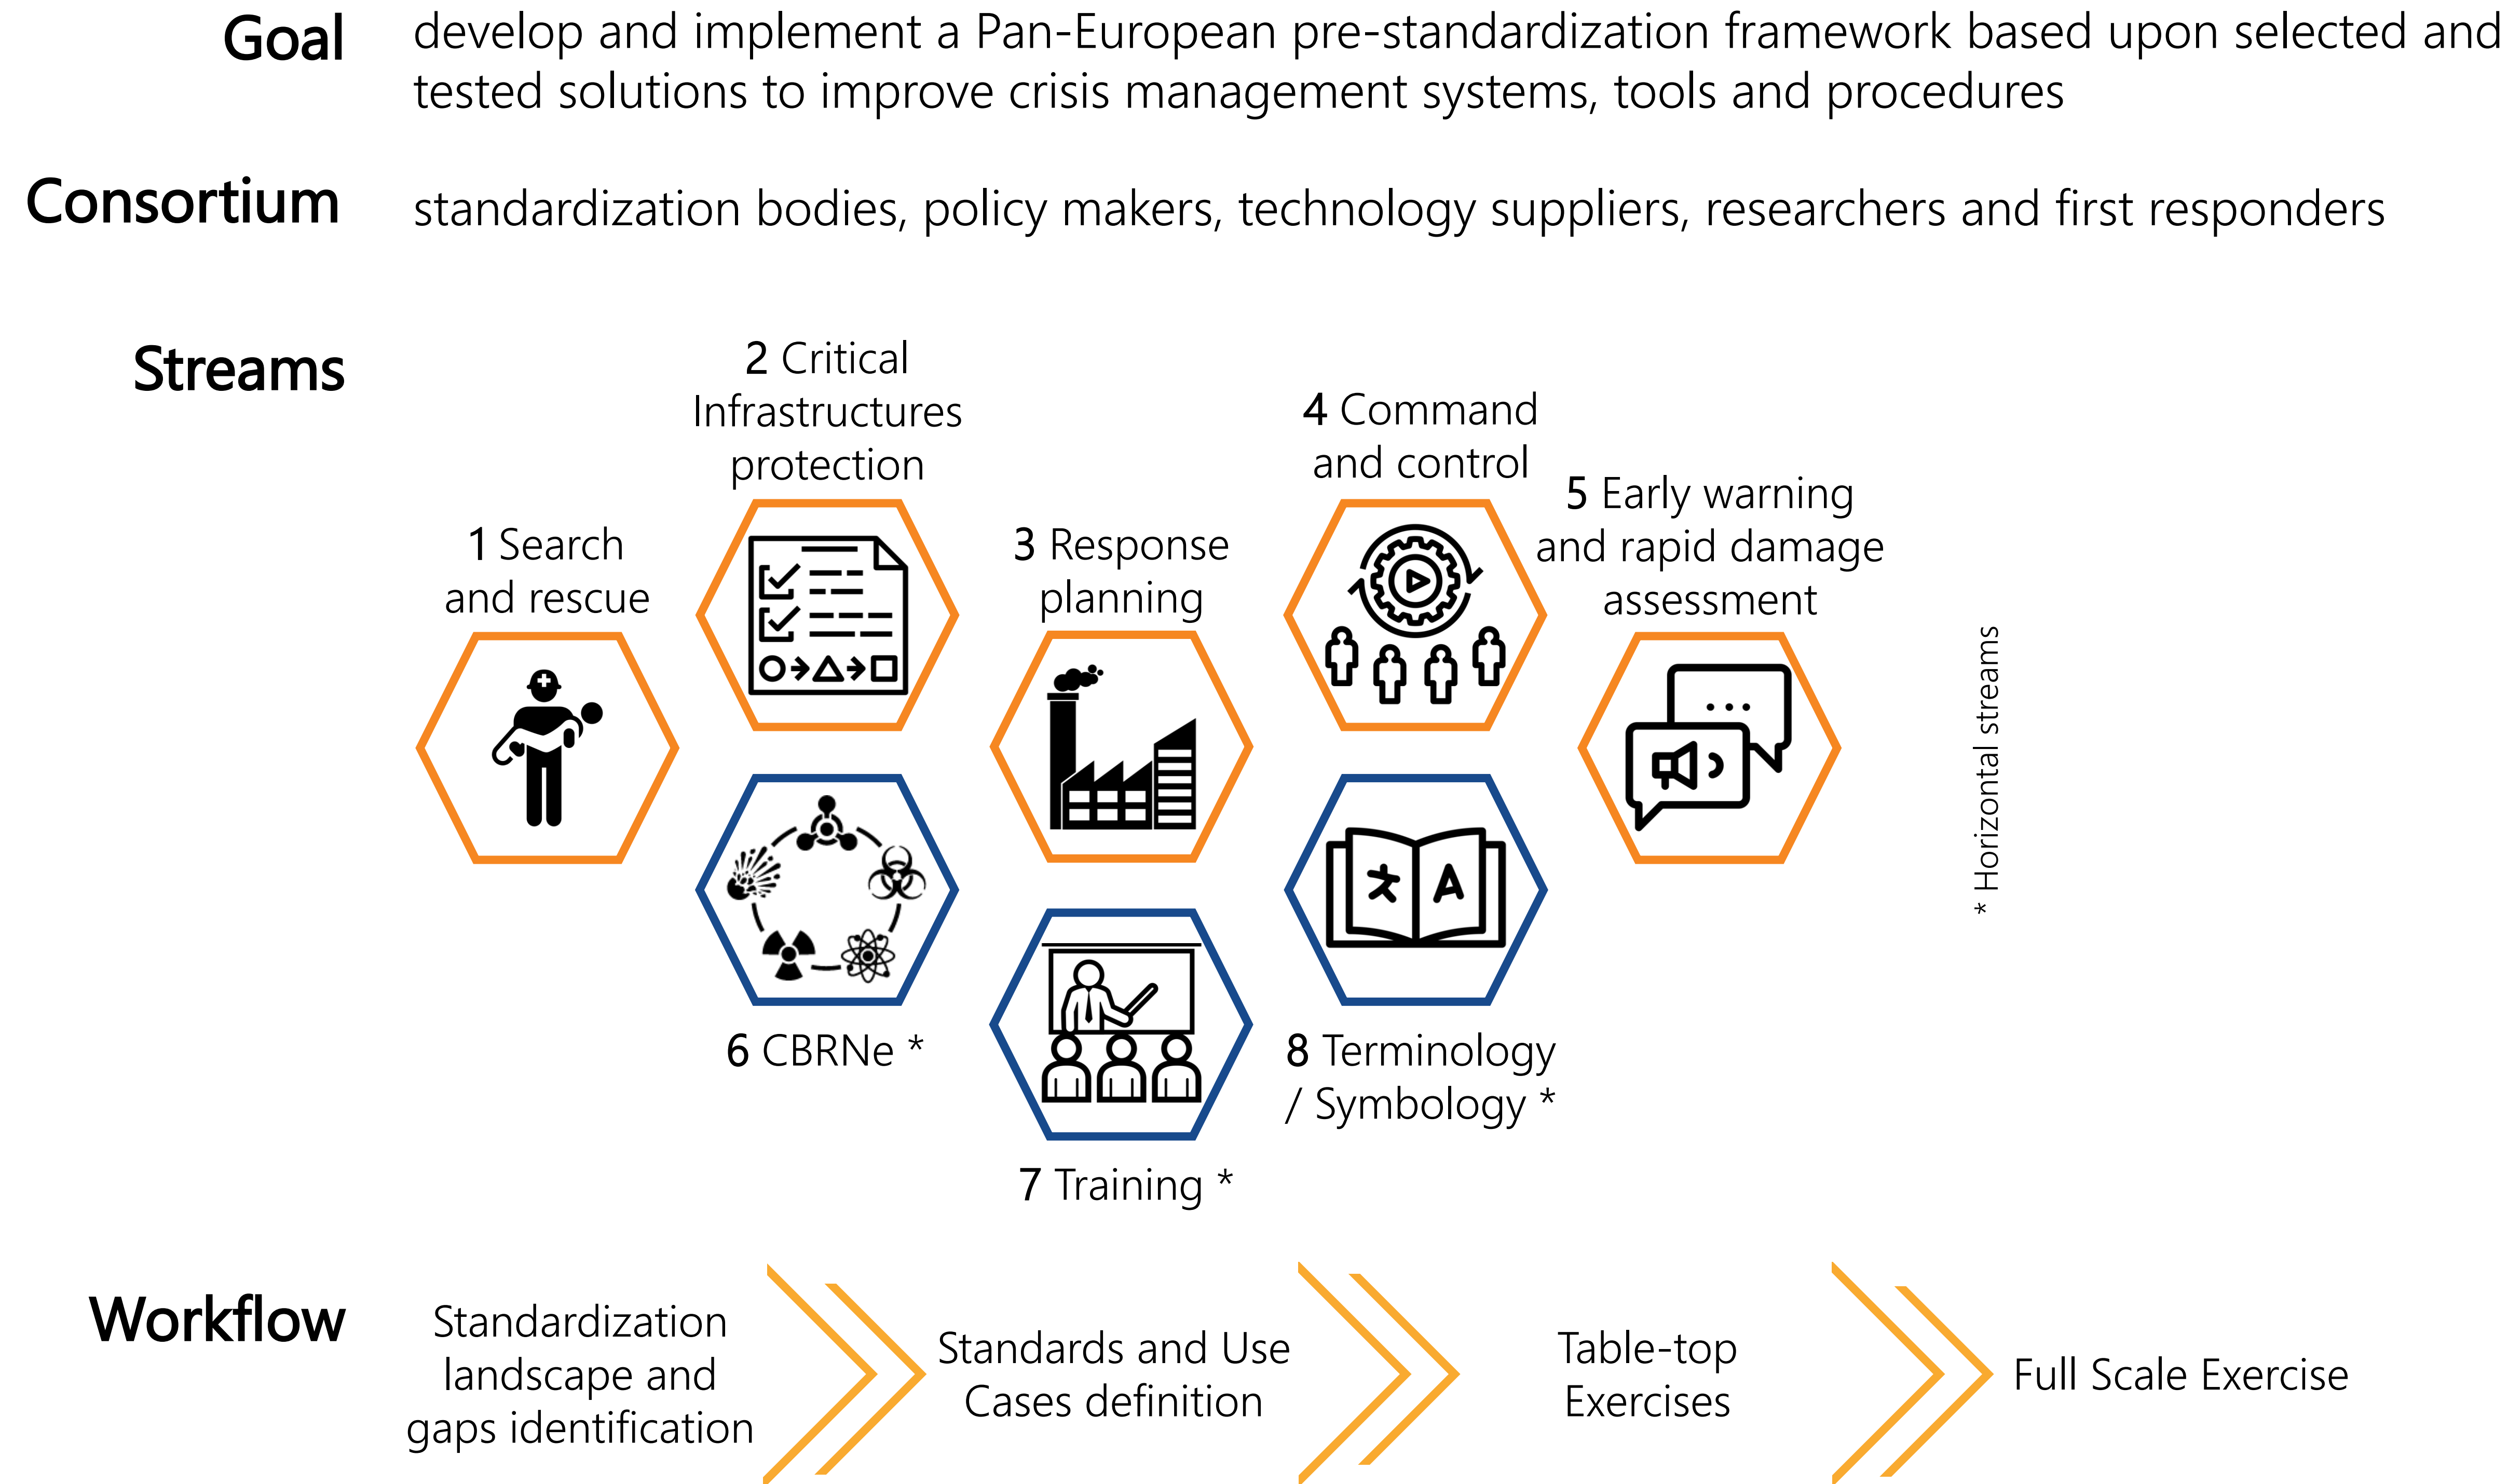 Goal
develop and implement a Pan-European pre-standardization framework based upon selected and
tested solutions to improve crisis management systems, tools and procedures
Consortium
standardization bodies, policy makers, technology suppliers, researchers and first responders
Streams
1 Search
and rescue
2 Critical
Infrastructures
protection
3 Response
planning
4 Command
and control
5 Early warning
and rapid damage
assessment
* Horizontal streams
6 CBRNe *
7 Training *
8 Terminology
/ Symbology *
Workflow
Standardization
landscape and
gaps identification
Standards and Use
Cases definition
Table-top
Exercises
Full Scale Exercise